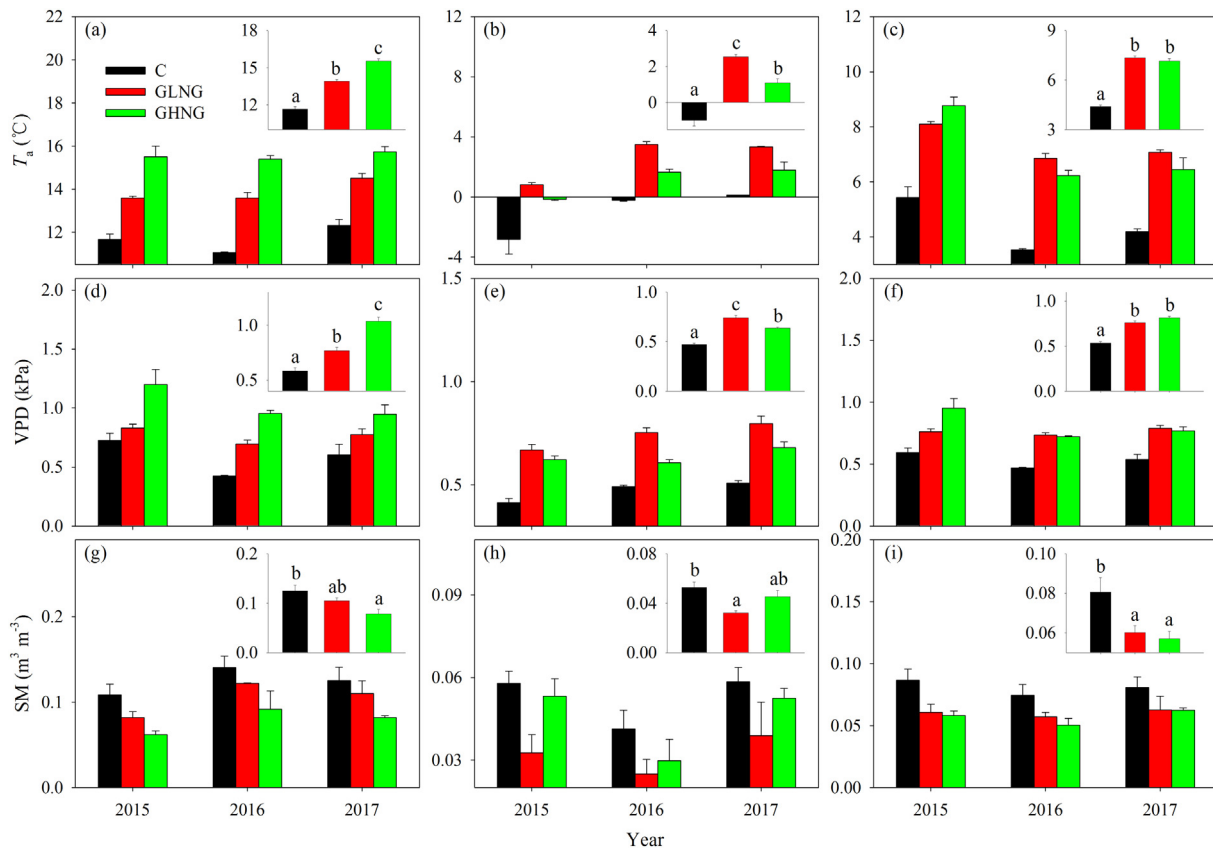 (a)
C
GLNG
GHNG
22
20
18
16
14
12
Ta (℃)
18
15
12
a
b
c
(b)
12
8
4
0
-4
4
2
0
a
c
b
(c)
12
10
8
6
4
9
6
3
a
b
b
(d)
2.0
1.5
1.0
0.5
0.0
VPD (kPa)
1.0
0.5
a
b
c
(e)
1.5
1.0
0.5
1.0
0.5
0.0
a
c
b
(f)
2.0
1.5
1.0
0.5
0.0
1.0
0.5
0.0
a
b
b
(g)
0.2
0.1
0.0
SM (m³ m⁻³)
0.2
0.1
0.0
b
ab
a
2015 2016 2017
(h)
0.09
0.06
0.03
0.08
0.04
0.00
b
a
ab
2015 2016 2017
(i)
0.20
0.15
0.10
0.05
0.00
0.10
0.08
0.06
b
a
a
2015 2016 2017
Year